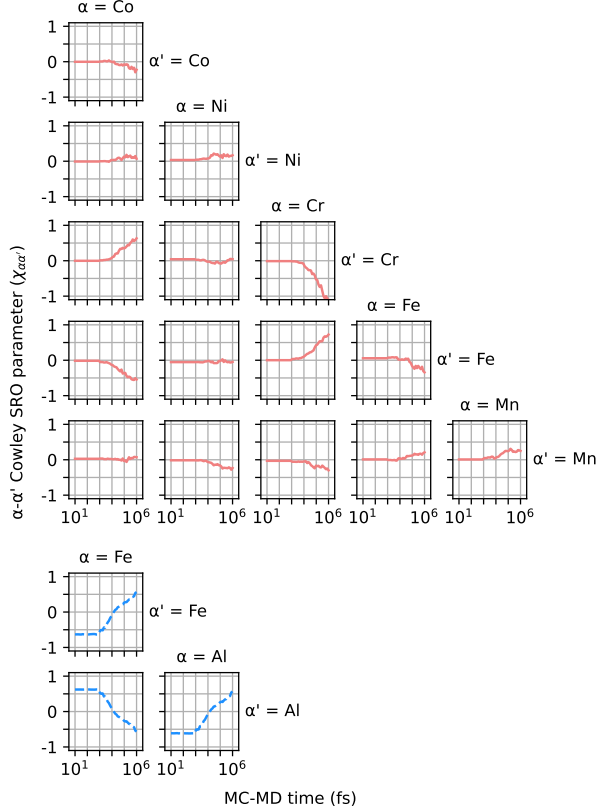 α = Co
1
0
-1
α' = Co
α = Ni
1
0
-1
α' = Ni
α = Cr
1
0
-1
α' = Cr
α = Fe
1
0
-1
α' = Fe
α = Mn
1
0
-1
α' = Mn
10¹ 10⁶ 10¹ 10⁶ 10¹ 10⁶ 10¹ 10⁶ 10¹ 10⁶
α-α' Cowley SRO parameter (χαα')
α = Fe
1
0
-1
α' = Fe
α = Al
1
0
-1
α' = Al
10¹ 10⁶ 10¹ 10⁶
MC-MD time (fs)